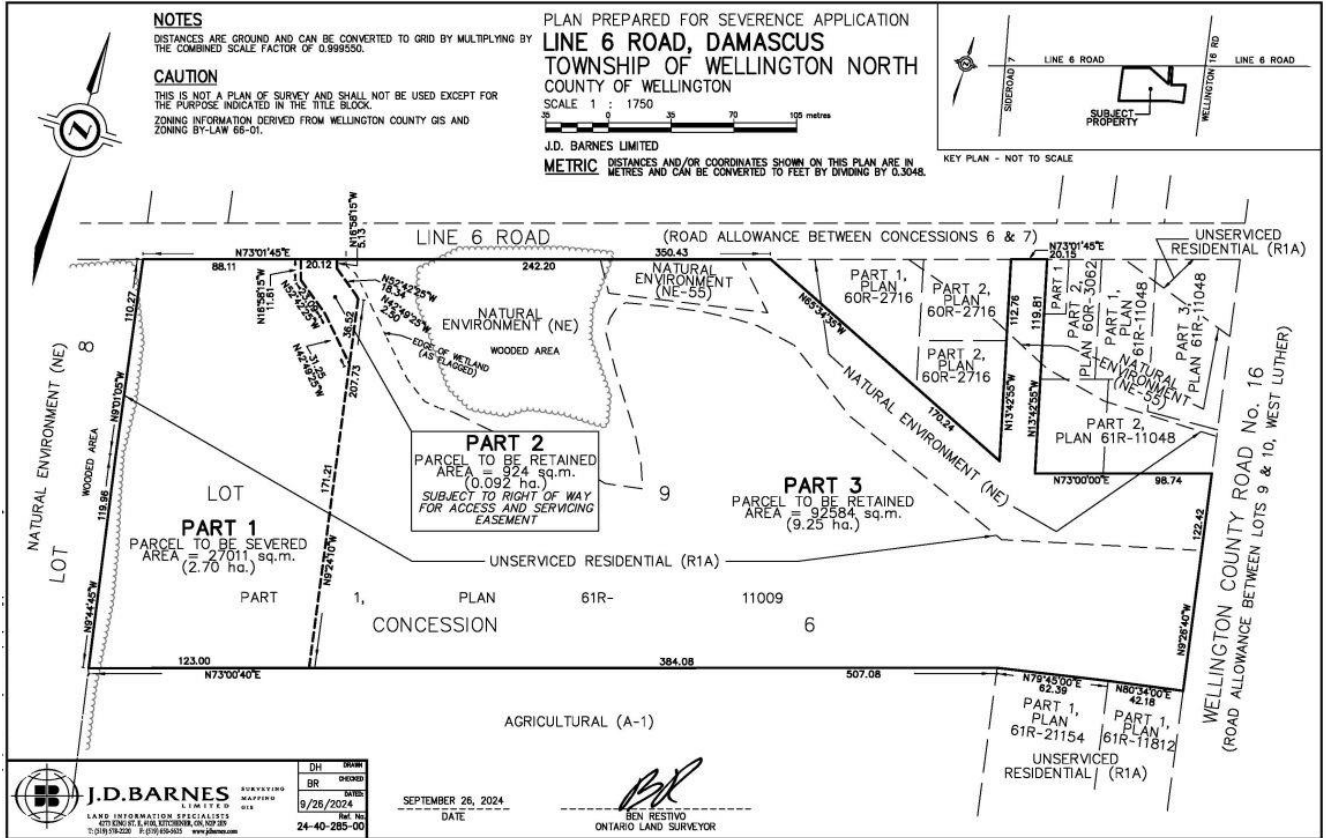 NOTES
DISTANCES ARE GROUND AND CAN BE CONVERTED TO GRID BY MULTIPLYING BY
THE COMBINED SCALE FACTOR OF 0.999550.
CAUTION
THIS IS NOT A PLAN OF SURVEY AND SHALL NOT BE USED EXCEPT FOR
THE PURPOSE INDICATED IN THE TITLE BLOCK.
ZONING INFORMATION DERIVED FROM WELLINGTON COUNTY GIS AND
ZONING BY-LAW 66-01.
Z
PLAN PREPARED FOR SEVERENCE APPLICATION
LINE 6 ROAD, DAMASCUS
TOWNSHIP OF WELLINGTON NORTH
COUNTY OF WELLINGTON
SCALE 1 : 1750
35 0 35 70 105 metres
J.D. BARNES LIMITED
METRIC DISTANCES AND/OR COORDINATES SHOWN ON THIS PLAN ARE IN
METRES AND CAN BE CONVERTED TO FEET BY DIVIDING BY 0.3048.
SIDEROAD 7
LINE 6 ROAD
WELLINGTON 16 RD
LINE 6 ROAD
SUBJECT
PROPERTY
KEY PLAN - NOT TO SCALE
LINE 6 ROAD
(ROAD ALLOWANCE BETWEEN CONCESSIONS 6 & 7)
UNSERVICED
RESIDENTIAL (R1A)
N73°01'45"E
350.43
N73°01'45"E
20.15
88.11
20.12
242.20
N16°58'15"W
5.13
N16°58'15"W
11.61
23.09
N52°42'25"W
31.25
N42°49'25"W
N52°42'25"W
18.34
N42°49'25"W
2.50
36.52
207.73
171.21
N9°24'10"W
EDGE OF WETLAND
(AS FLAGGED)
NATURAL
ENVIRONMENT (NE)
WOODED AREA
NATURAL
ENVIRONMENT
(NE-55)
N65°34'35"W
170.24
NATURAL ENVIRONMENT (NE)
PART 1,
PLAN
60R-2716
PART 2,
PLAN
60R-2716
PART 2,
PLAN
60R-2716
112.76
N13°42'55"W
119.81
N13°42'55"W
PART 1
PART 2,
PLAN 60R-3062
PART 1,
PLAN
61R-11048
PART 3,
PLAN 61R-11048
NATURAL
ENVIRONMENT
(NE-55)
PART 2,
PLAN 61R-11048
N73°00'00"E
98.74
122.42
N9°26'40"W
WELLINGTON COUNTY ROAD No. 16
(ROAD ALLOWANCE BETWEEN LOTS 9 & 10, WEST LUTHER)
NATURAL ENVIRONMENT (NE)
LOT
8
WOODED AREA
110.27
N9°01'05"W
119.96
N9°44'45"W
LOT
9
PART 1
PARCEL TO BE SEVERED
AREA = 27011 sq.m.
(2.70 ha.)
PART 2
PARCEL TO BE RETAINED
AREA = 924 sq.m.
(0.092 ha.)
SUBJECT TO RIGHT OF WAY
FOR ACCESS AND SERVICING
EASEMENT
PART 3
PARCEL TO BE RETAINED
AREA = 92584 sq.m.
(9.25 ha.)
UNSERVICED RESIDENTIAL (R1A)
PART 1, PLAN 61R- 11009
CONCESSION 6
123.00
N73°00'40"E
384.08
507.08
N79°45'00"E
62.39
N80°34'00"E
42.18
AGRICULTURAL (A-1)
PART 1,
PLAN
61R-21154
PART 1,
PLAN
61R-11812
UNSERVICED
RESIDENTIAL (R1A)
J.D.BARNES
LIMITED
SURVEYING
MAPPING
GIS
LAND INFORMATION SPECIALISTS
DH DRAWN
BR CHECKED
DATED:
9/26/2024
Ref. No.
24-40-285-00
SEPTEMBER 26, 2024
DATE
BEN RESTIVO
ONTARIO LAND SURVEYOR